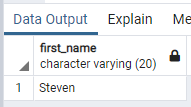 Data Output Explain Me
first_name
character varying (20)
1 Steven